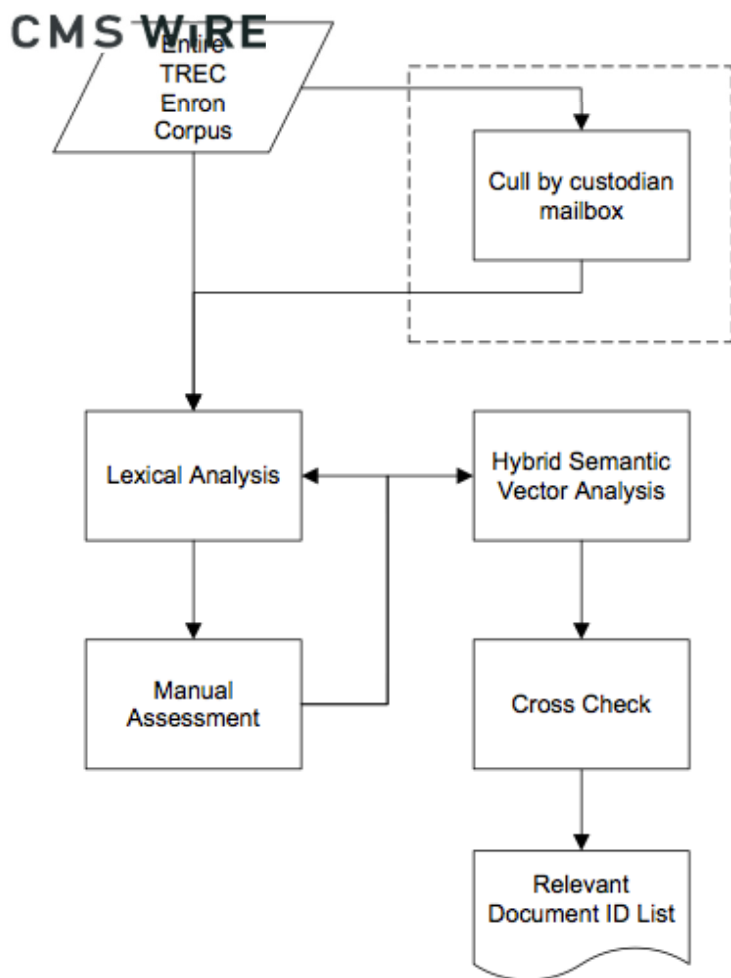 CMS WiRE
Entire
TREC
Enron
Corpus
Cull by custodian
mailbox
Lexical Analysis
Hybrid Semantic
Vector Analysis
Manual
Assessment
Cross Check
Relevant
Document ID List